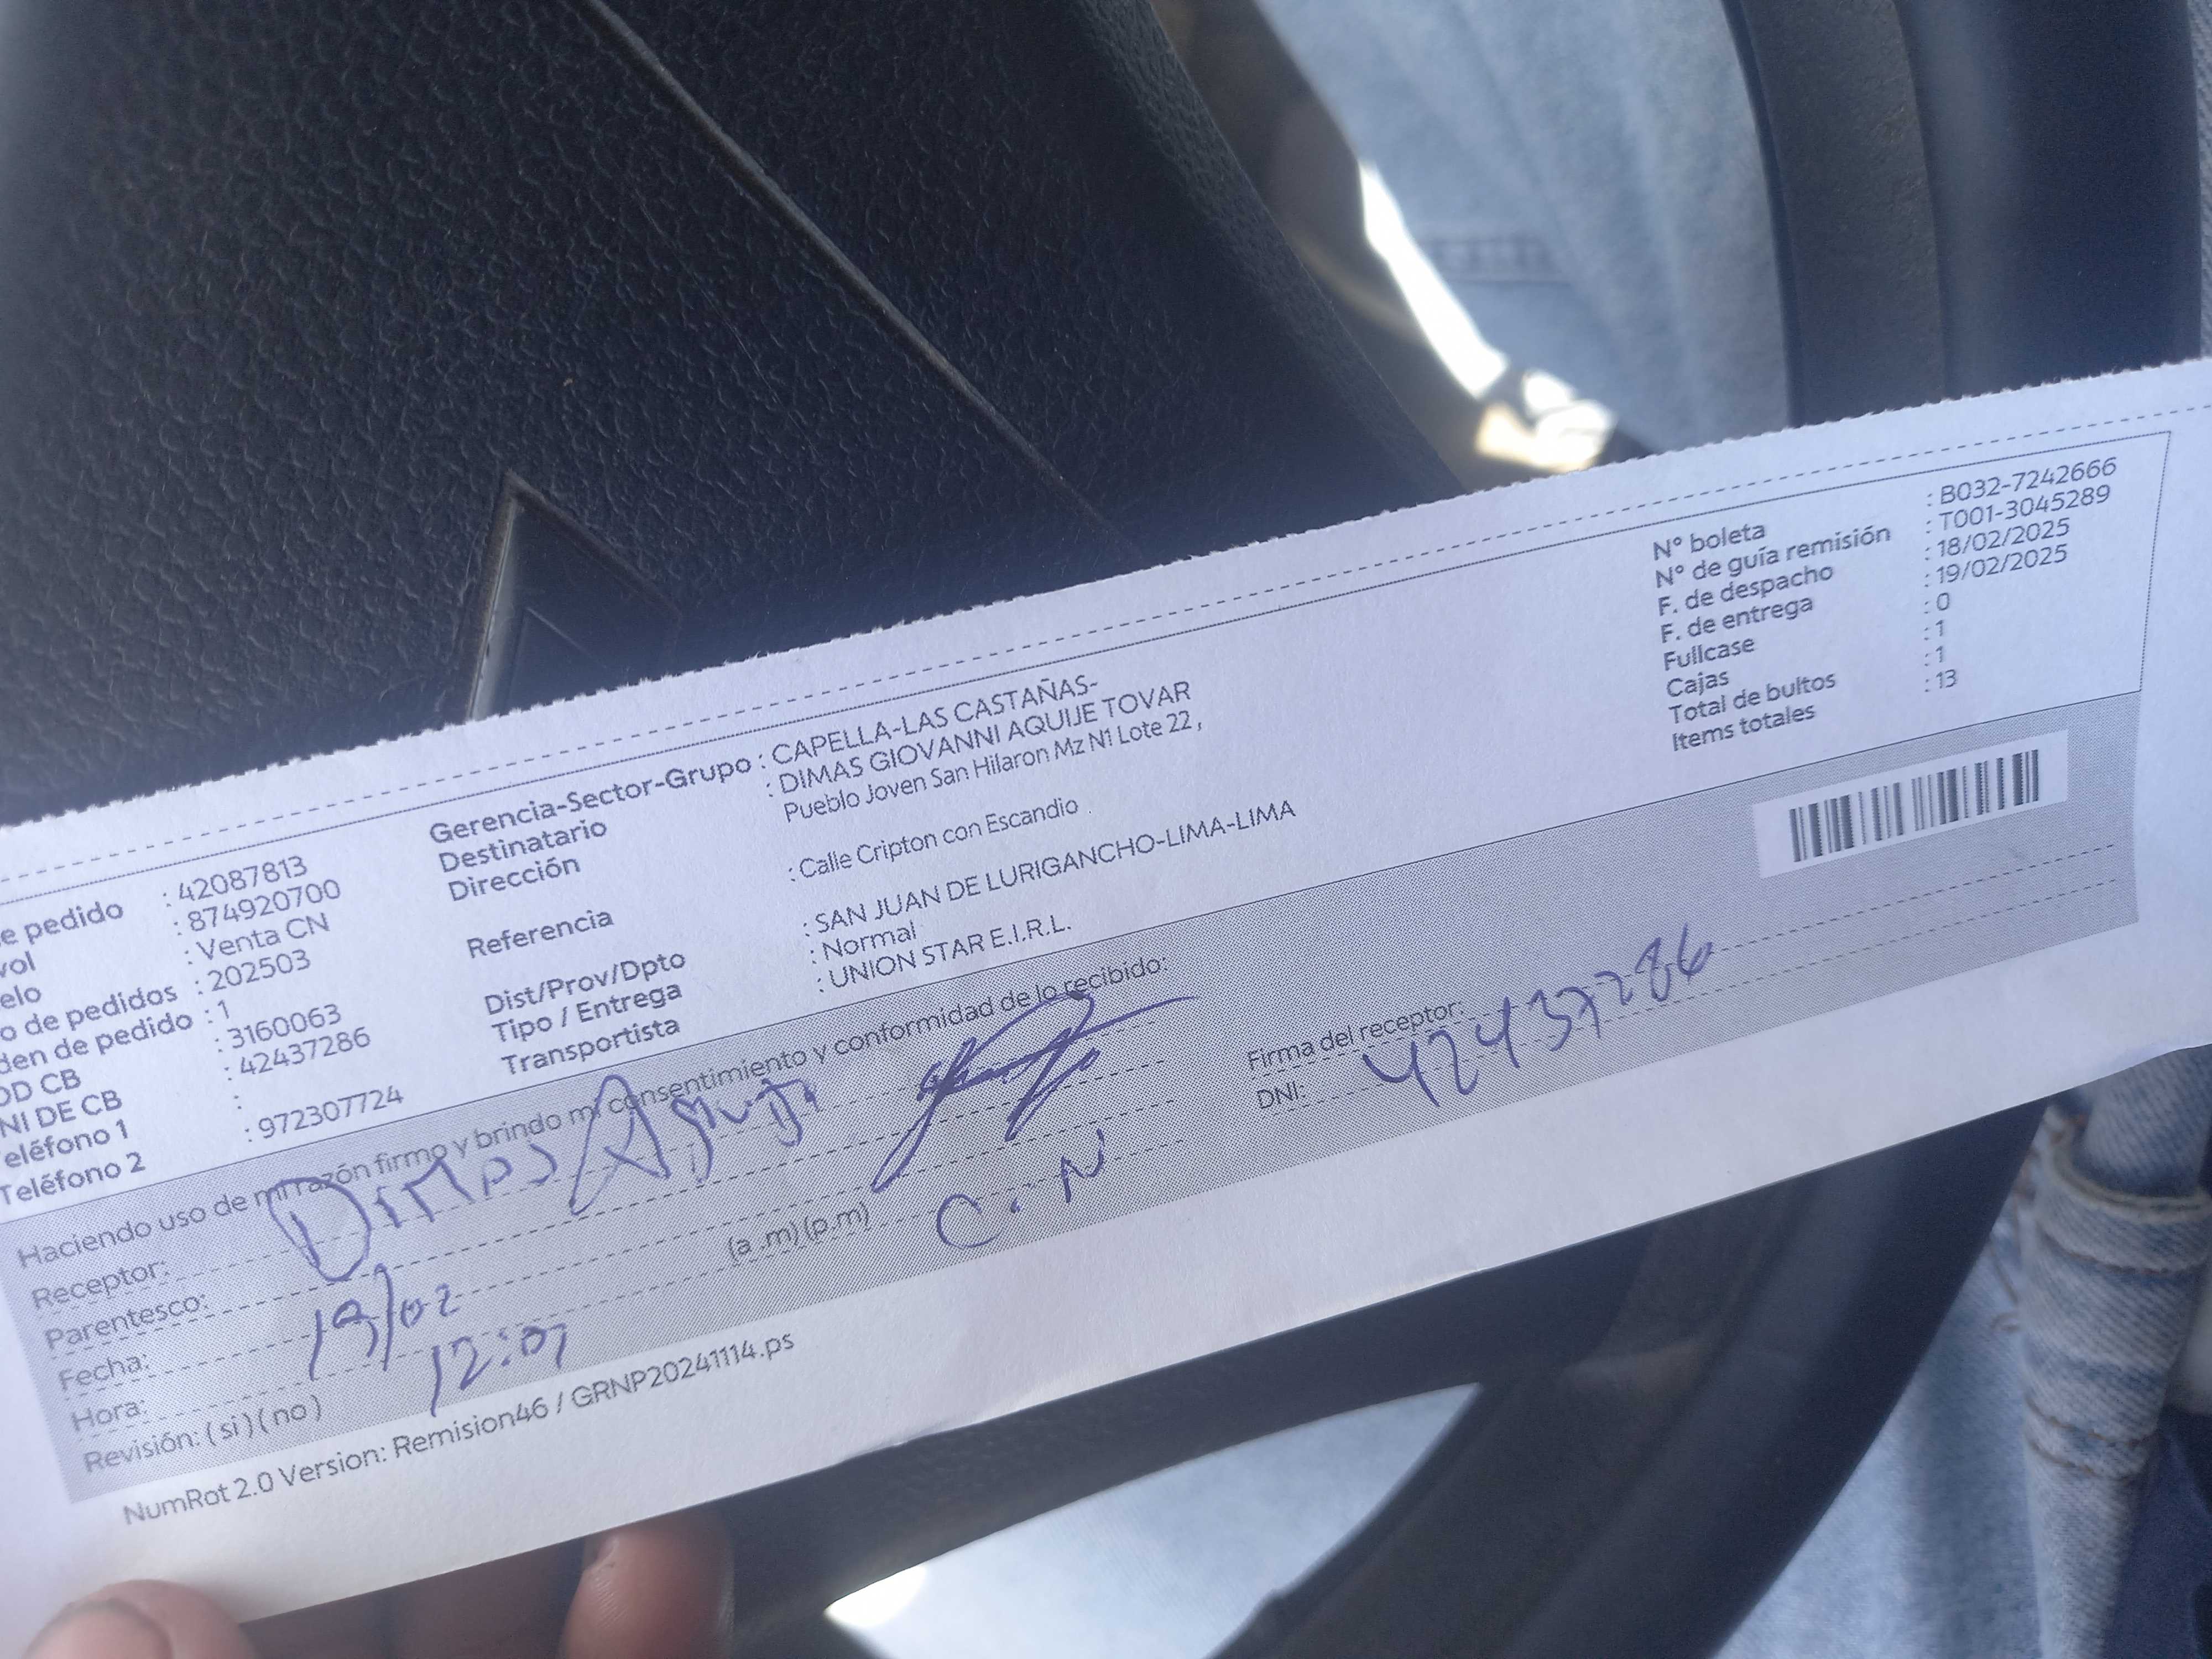 e pedido : 42087813
vol : 874920700
elo : Venta CN
o de pedidos : 202503
den de pedido : 1
OD CB : 3160063
NI DE CB : 42437286
eléfono 1 :
Teléfono 2 : 972307724
Gerencia-Sector-Grupo : CAPELLA-LAS CASTAÑAS-
Destinatario : DIMAS GIOVANNI AQUIJE TOVAR
Dirección : Pueblo Joven San Hilaron Mz N1 Lote 22 ,
Referencia : Calle Cripton con Escandio .
Dist/Prov/Dpto : SAN JUAN DE LURIGANCHO-LIMA-LIMA
Tipo / Entrega : Normal
Transportista : UNION STAR E.I.R.L.
N° boleta : B032-7242666
N° de guía remisión : T001-3045289
F. de despacho : 18/02/2025
F. de entrega : 19/02/2025
Fullcase : 0
Cajas : 1
Total de bultos : 1
Items totales : 13
Haciendo uso de mi razón firmo y brindo mi consentimiento y conformidad de lo recibido:
Receptor: Dimas
Parentesco:
Fecha: 19/02
Hora: 12:07 (a .m) (p.m) C.N
Revisión: ( si ) ( no )
Firma del receptor:
DNI: 42437286
NumRot 2.0 Version: Remision46 / GRNP20241114.ps